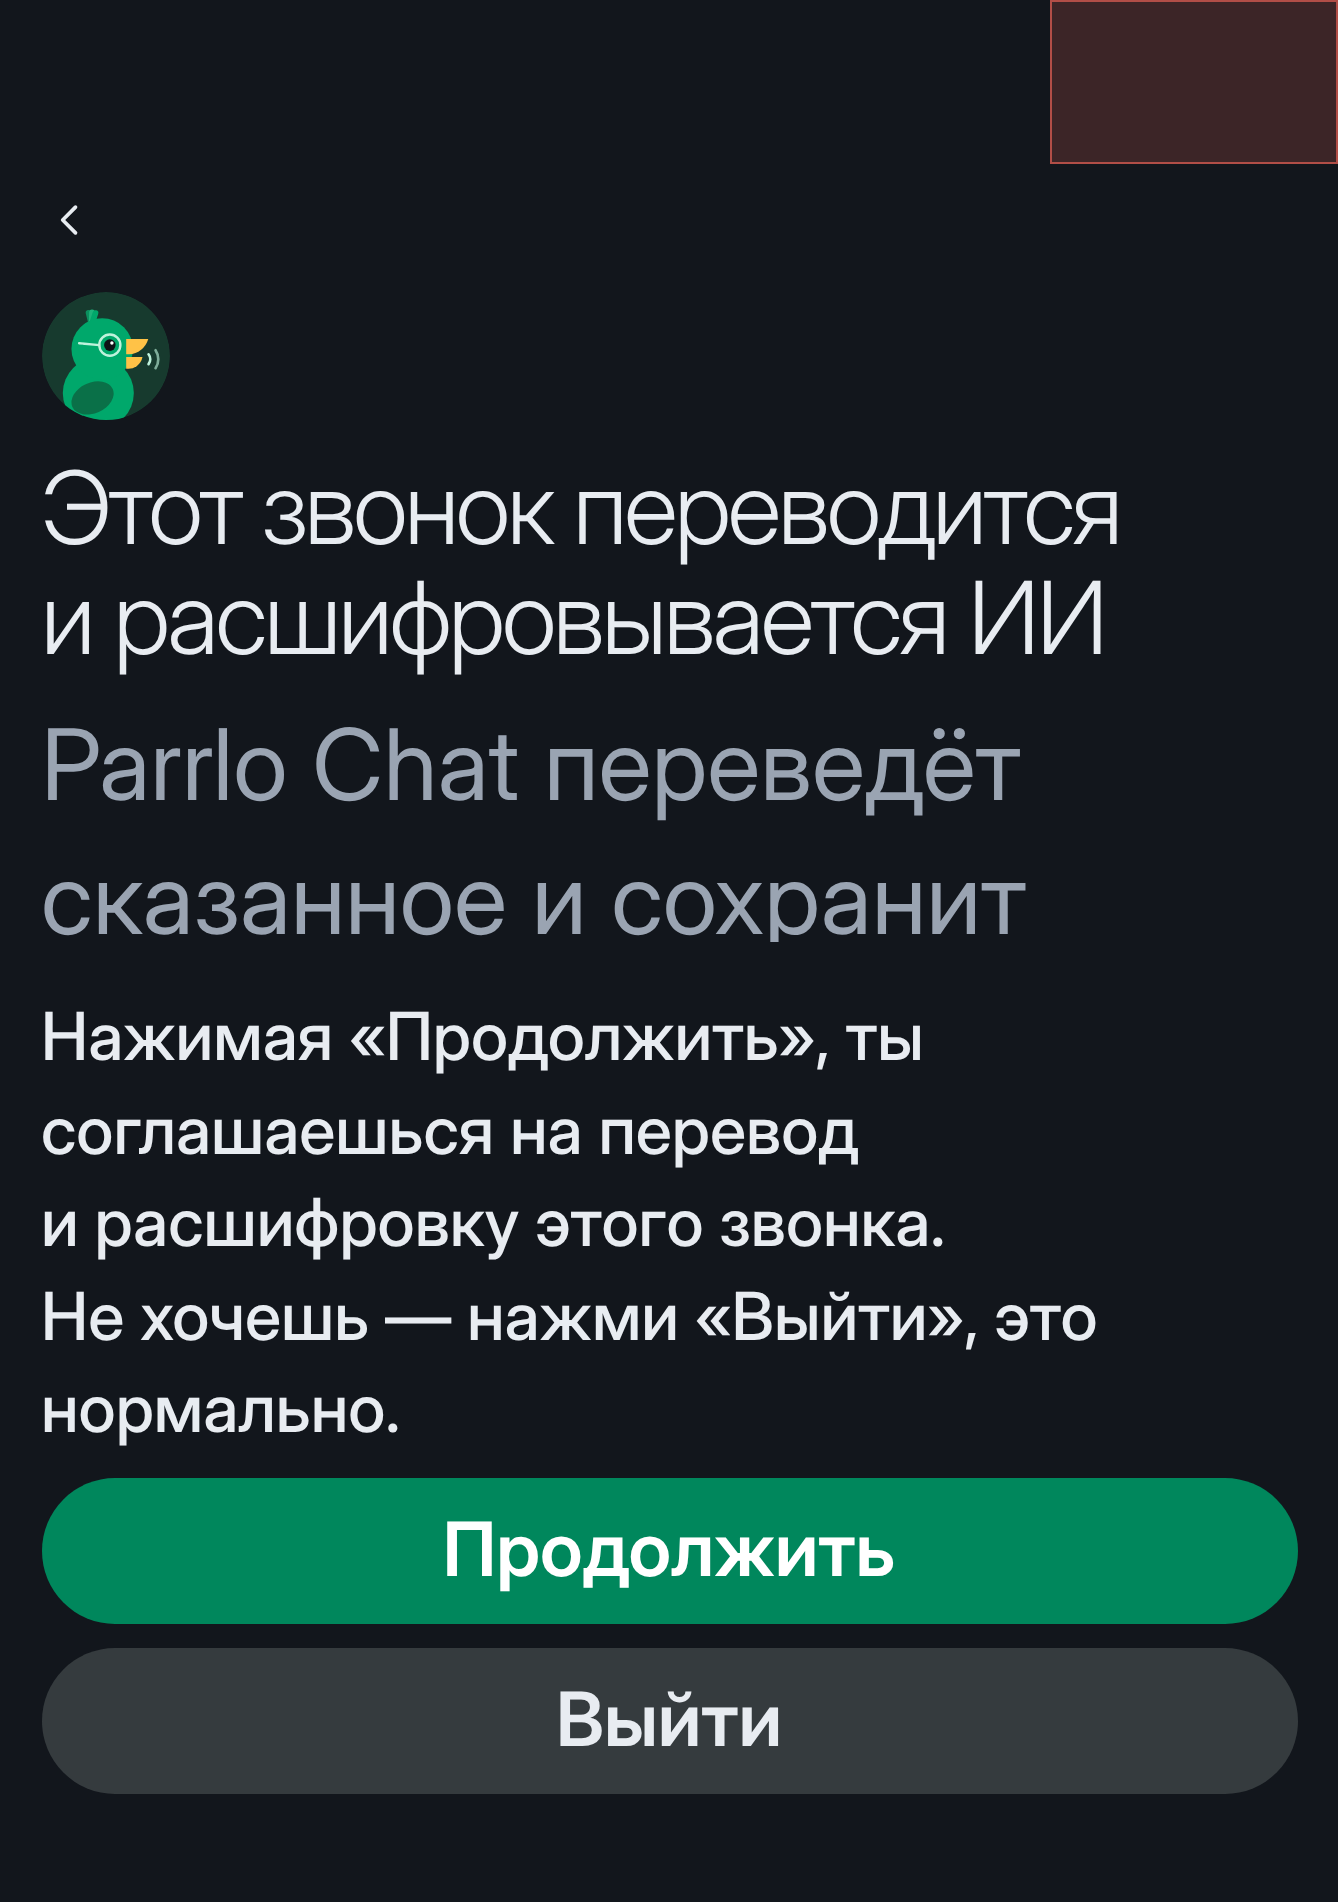 Этот звонок переводится
и расшифровывается ИИ
Parrlo Chat переведёт
сказанное и сохранит
Нажимая «Продолжить», ты
соглашаешься на перевод
и расшифровку этого звонка.
Не хочешь — нажми «Выйти», это
нормально.
Продолжить
Выйти